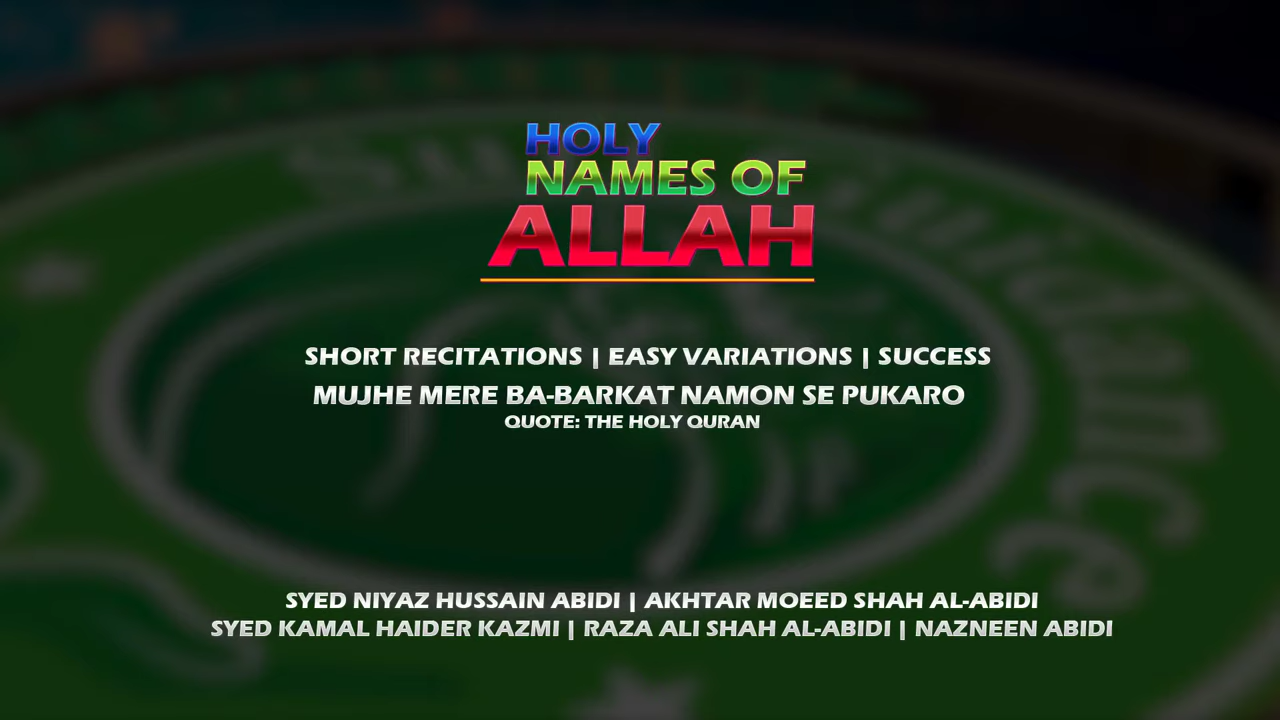 HOLY
NAMES OF
ALLAH
SHORT RECITATIONS | EASY VARIATIONS | SUCCESS
MUJHE MERE BA-BARKAT NAMON SE PUKARO
QUOTE: THE HOLY QURAN
SYED NIYAZ HUSSAIN ABIDI | AKHTAR MOEED SHAH AL-ABIDI
SYED KAMAL HAIDER KAZMI | RAZA ALI SHAH AL-ABIDI | NAZNEEN ABIDI